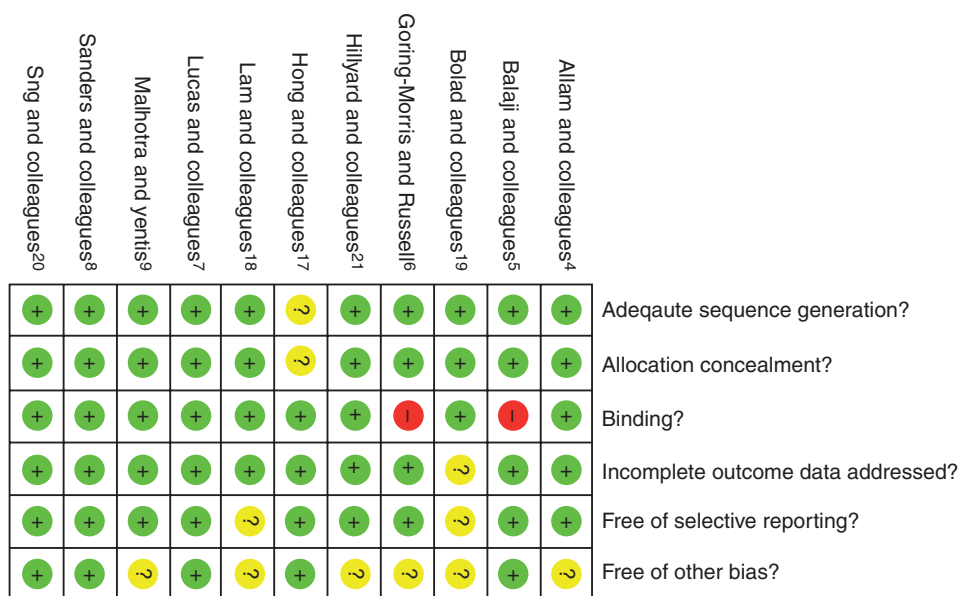 Sng and colleagues20
Sanders and colleagues8
Malhotra and yentis9
Lucas and colleagues7
Lam and colleagues18
Hong and colleagues17
Hillyard and colleagues21
Goring-Morris and Russell6
Bolad and colleagues19
Balaji and colleagues5
Allam and colleagues4
+ + + + + ? + + + + + Adeqaute sequence generation?
+ + + + + ? + + + + + Allocation concealment?
+ + + + + + + – + – + Binding?
+ + + + + + + + ? + + Incomplete outcome data addressed?
+ + + + ? + + + ? + + Free of selective reporting?
+ + ? + ? + ? ? ? + ? Free of other bias?